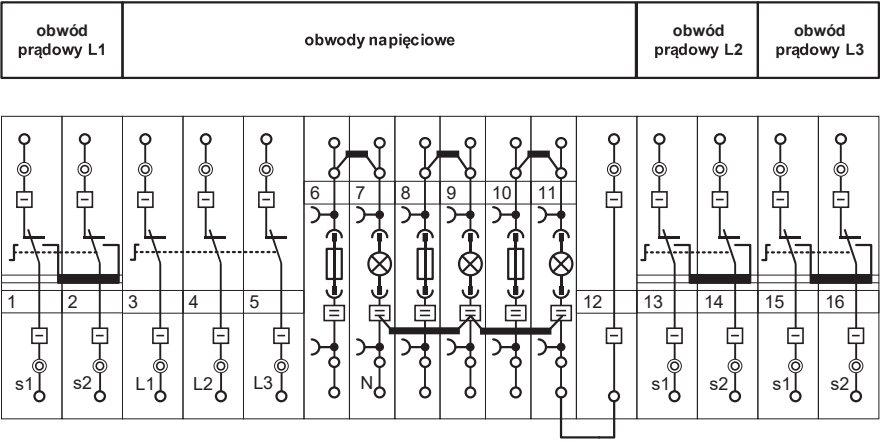 obwód
prądowy L1
obwody napięciowe
obwód
prądowy L2
obwód
prądowy L3
6 7 8 9 10 11
1 2 3 4 5 12 13 14 15 16
s1 s2 L1 L2 L3 N s1 s2 s1 s2